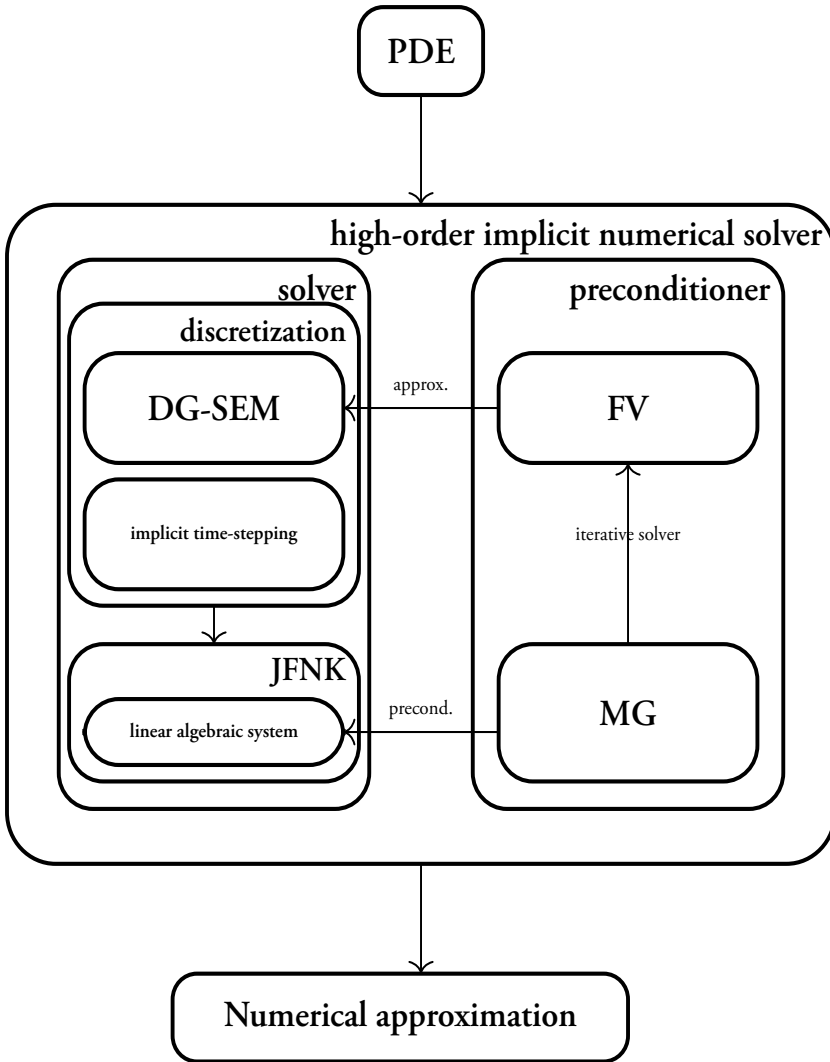 PDE
high-order implicit numerical solver
solver
preconditioner
discretization
DG-SEM
approx.
FV
implicit time-stepping
iterative solver
JFNK
linear algebraic system
precond.
MG
Numerical approximation